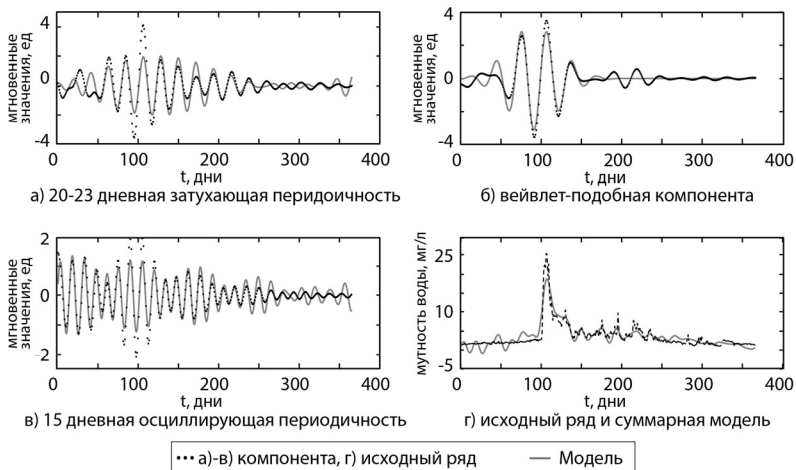 4
0
-4
мгновенные
значения, ед
0 100 200 300 400
t, дни
а) 20-23 дневная затухающая перидоичность
4
0
-4
мгновенные
значения, ед
0 100 200 300 400
t, дни
б) вейвлет-подобная компонента
2
0
-2
мгновенные
значения, ед
0 100 200 300 400
t, дни
в) 15 дневная осциллирующая периодичность
25
10
-5
мутность воды, мг/л
0 100 200 300 400
t, дни
г) исходный ряд и суммарная модель
а)-в) компонента, г) исходный ряд Модель